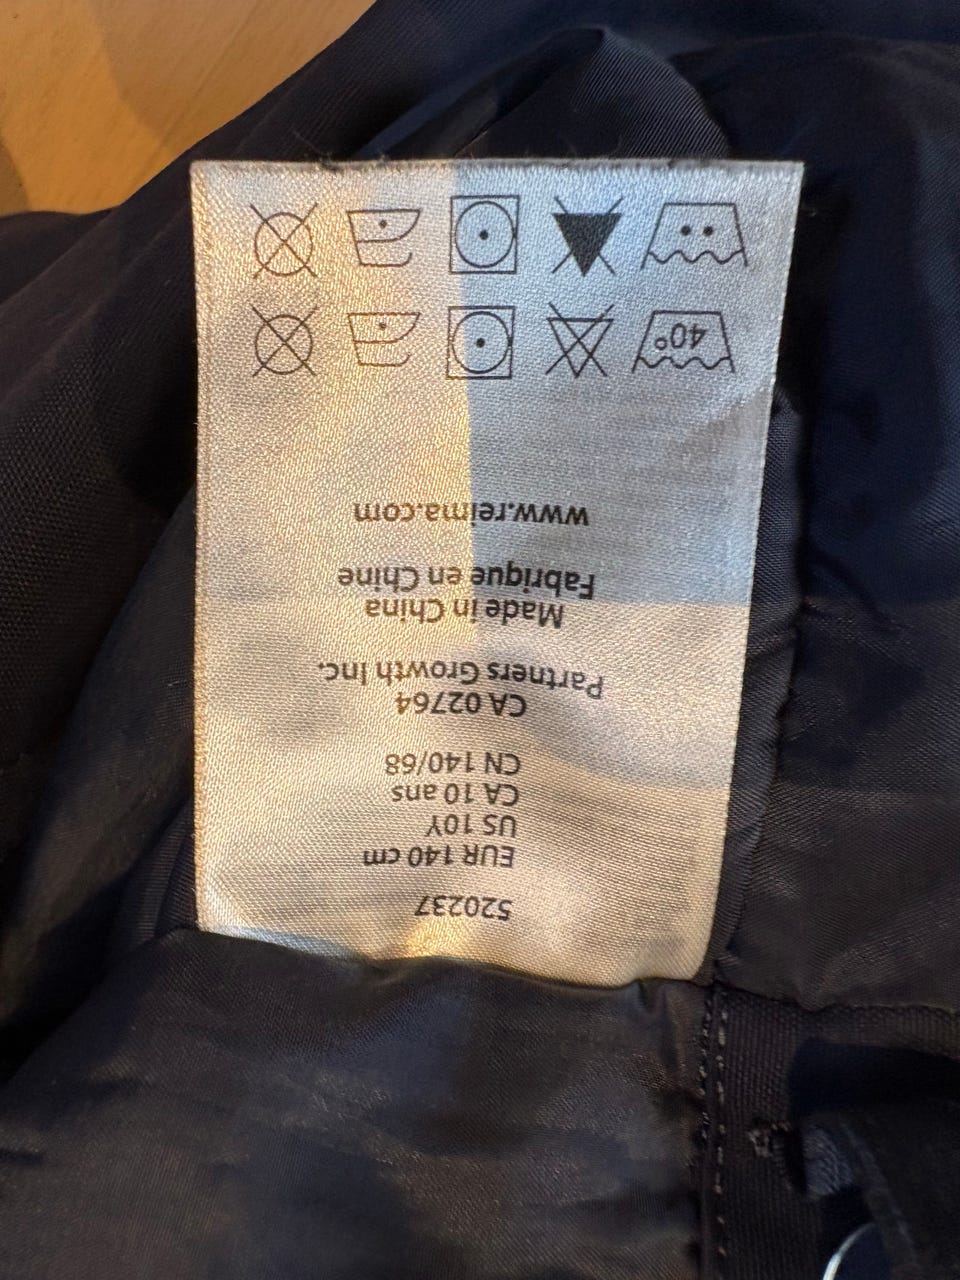 520237
EUR 140 cm
US 10Y
CA 10 ans
CN 140/68
CA 02764
Partners Growth Inc.
Made in China
Fabrique en Chine
www.reima.com
40°